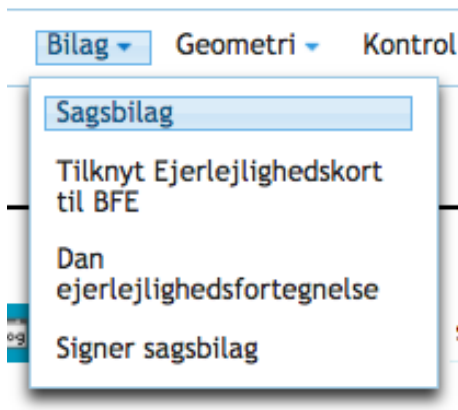 Bilag Geometri Kontrol
Sagsbilag
Tilknyt Ejerlejlighedskort
til BFE
Dan
ejerlejlighedsfortegnelse
Signer sagsbilag